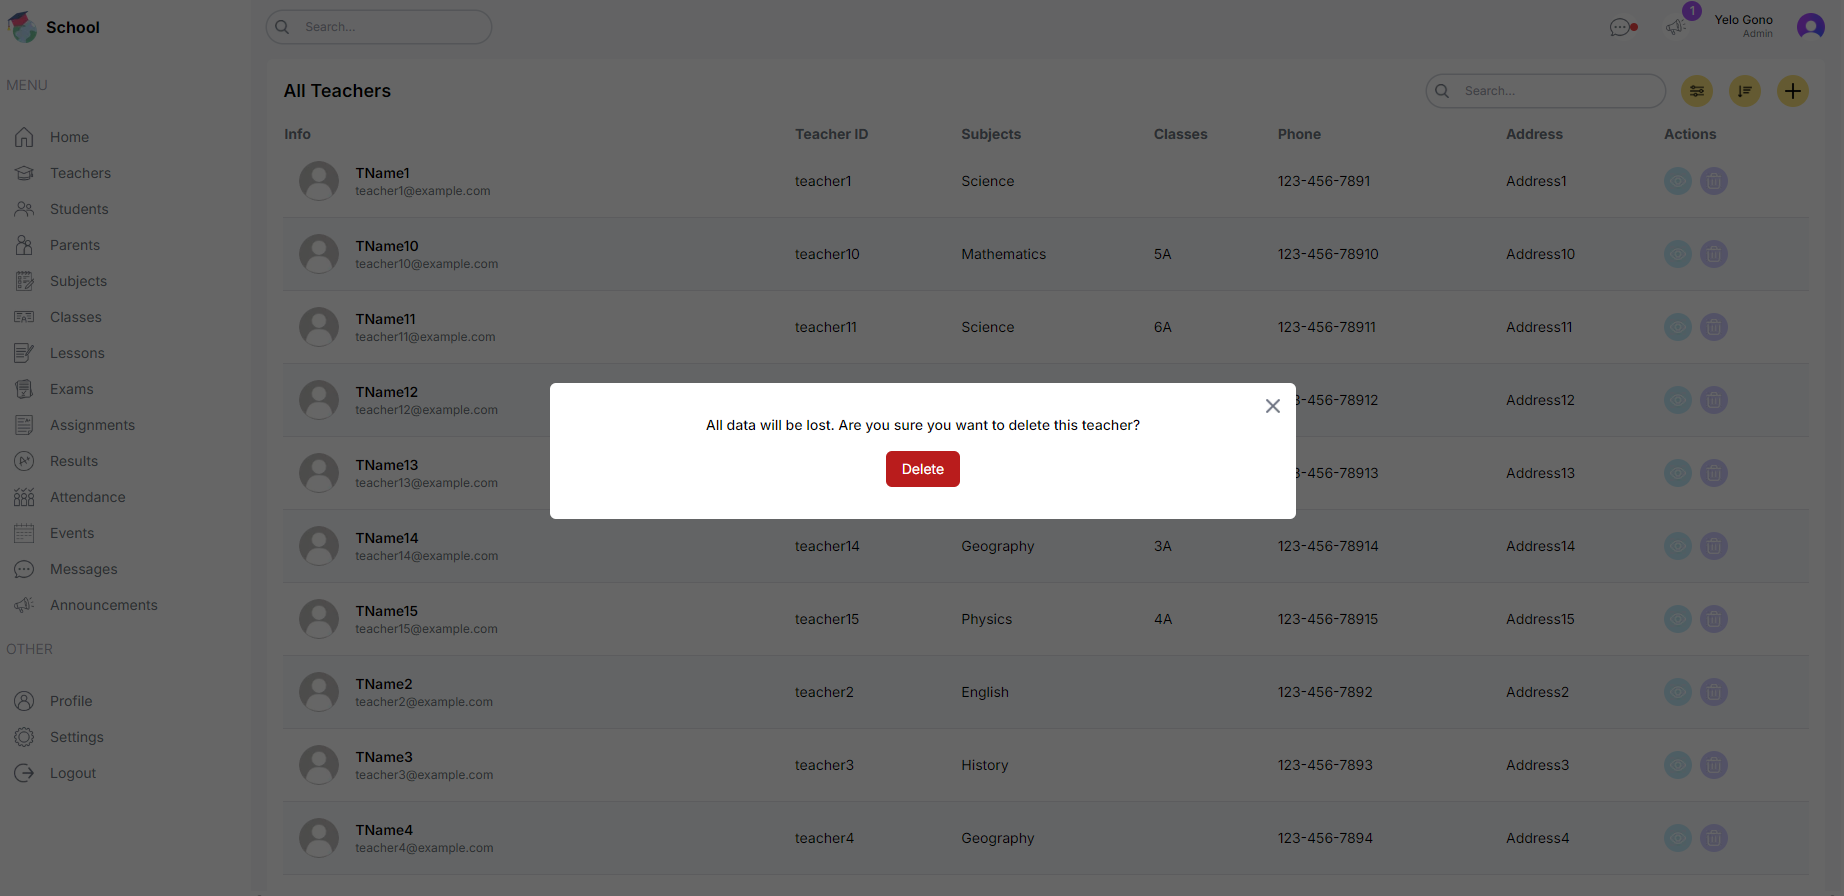 School
Search...
1
Yelo Gono
Admin
MENU
Home
Teachers
Students
Parents
Subjects
Classes
Lessons
Exams
Assignments
Results
Attendance
Events
Messages
Announcements
OTHER
Profile
Settings
Logout
All Teachers
Search...
Info Teacher ID Subjects Classes Phone Address Actions
TName1
teacher1@example.com
teacher1 Science 123-456-7891 Address1
TName10
teacher10@example.com
teacher10 Mathematics 5A 123-456-78910 Address10
TName11
teacher11@example.com
teacher11 Science 6A 123-456-78911 Address11
TName12
teacher12@example.com
3-456-78912 Address12
All data will be lost. Are you sure you want to delete this teacher?
Delete
TName13
teacher13@example.com
3-456-78913 Address13
TName14
teacher14@example.com
teacher14 Geography 3A 123-456-78914 Address14
TName15
teacher15@example.com
teacher15 Physics 4A 123-456-78915 Address15
TName2
teacher2@example.com
teacher2 English 123-456-7892 Address2
TName3
teacher3@example.com
teacher3 History 123-456-7893 Address3
TName4
teacher4@example.com
teacher4 Geography 123-456-7894 Address4